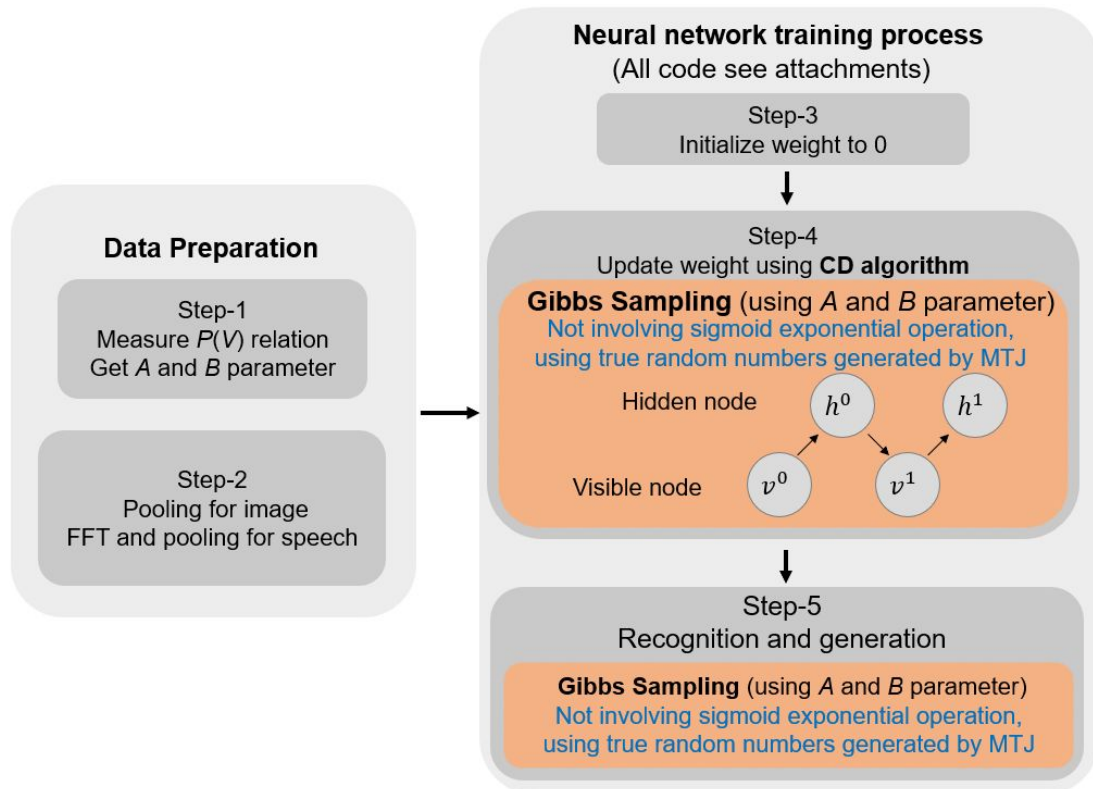 Data Preparation
Step-1
Measure P(V) relation
Get A and B parameter
Step-2
Pooling for image
FFT and pooling for speech
Neural network training process
(All code see attachments)
Step-3
Initialize weight to 0
Step-4
Update weight using CD algorithm
Gibbs Sampling (using A and B parameter)
Not involving sigmoid exponential operation,
using true random numbers generated by MTJ
Hidden node h⁰ h¹
Visible node v⁰ v¹
Step-5
Recognition and generation
Gibbs Sampling (using A and B parameter)
Not involving sigmoid exponential operation,
using true random numbers generated by MTJ